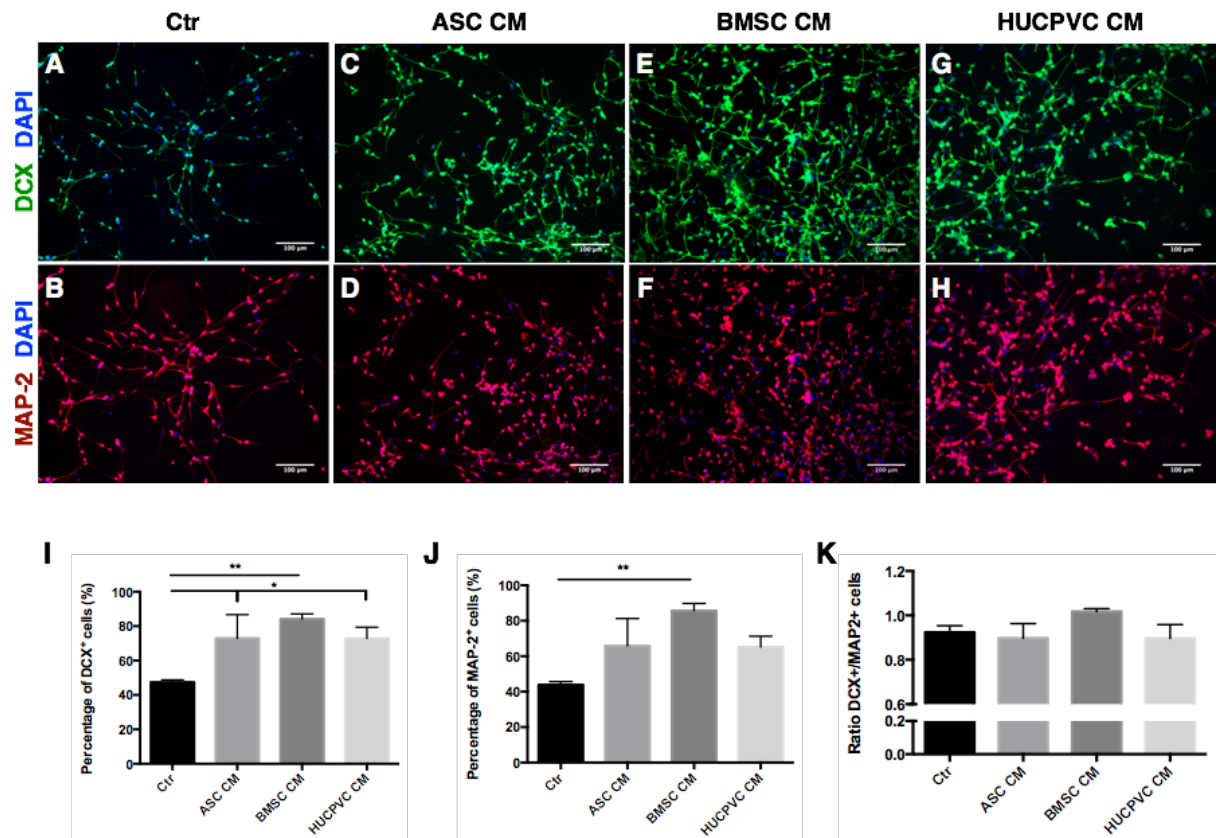 Ctr ASC CM BMSC CM HUCPVC CM
DCX DAPI
A C E G
100 µm 100 µm 100 µm 100 µm
MAP-2 DAPI
B D F H
100 µm 100 µm 100 µm 100 µm
I
Percentage of DCX⁺ cells (%)
**
*
100
80
60
40
20
0
Ctr
ASC CM
BMSC CM
HUCPVC CM
J
Percentage of MAP-2⁺ cells (%)
**
100
80
60
40
20
0
Ctr
ASC CM
BMSC CM
HUCPVC CM
K
Ratio DCX+/MAP2+ cells
1.2
1.0
0.8
0.6
0.2
0.0
Ctr
ASC CM
BMSC CM
HUCPVC CM